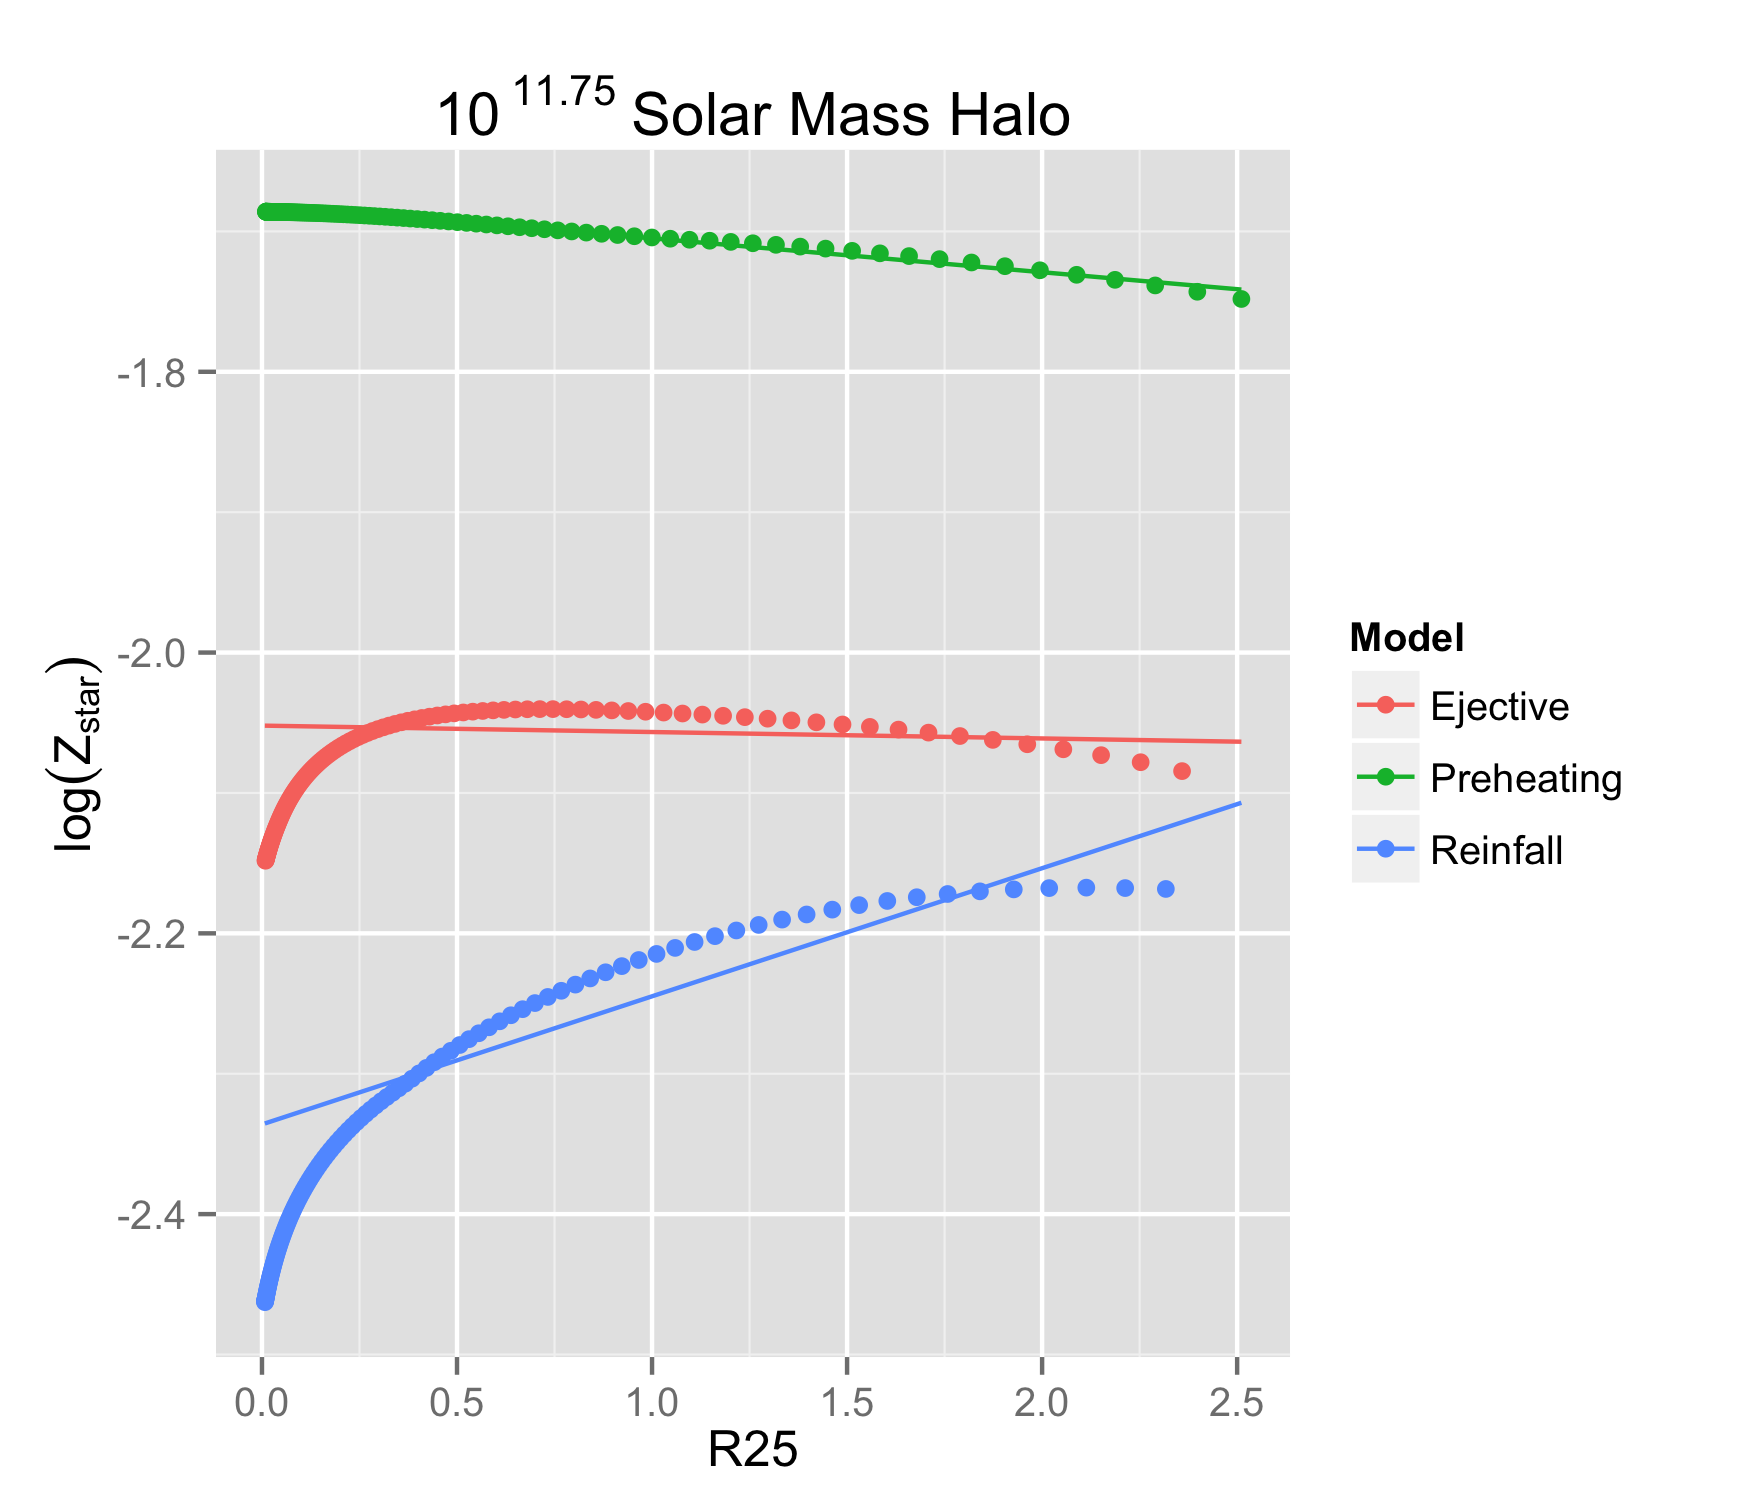 10 11.75 Solar Mass Halo
-1.8
-2.0
-2.2
-2.4
log(Zstar)
0.0 0.5 1.0 1.5 2.0 2.5
R25
Model
Ejective
Preheating
Reinfall